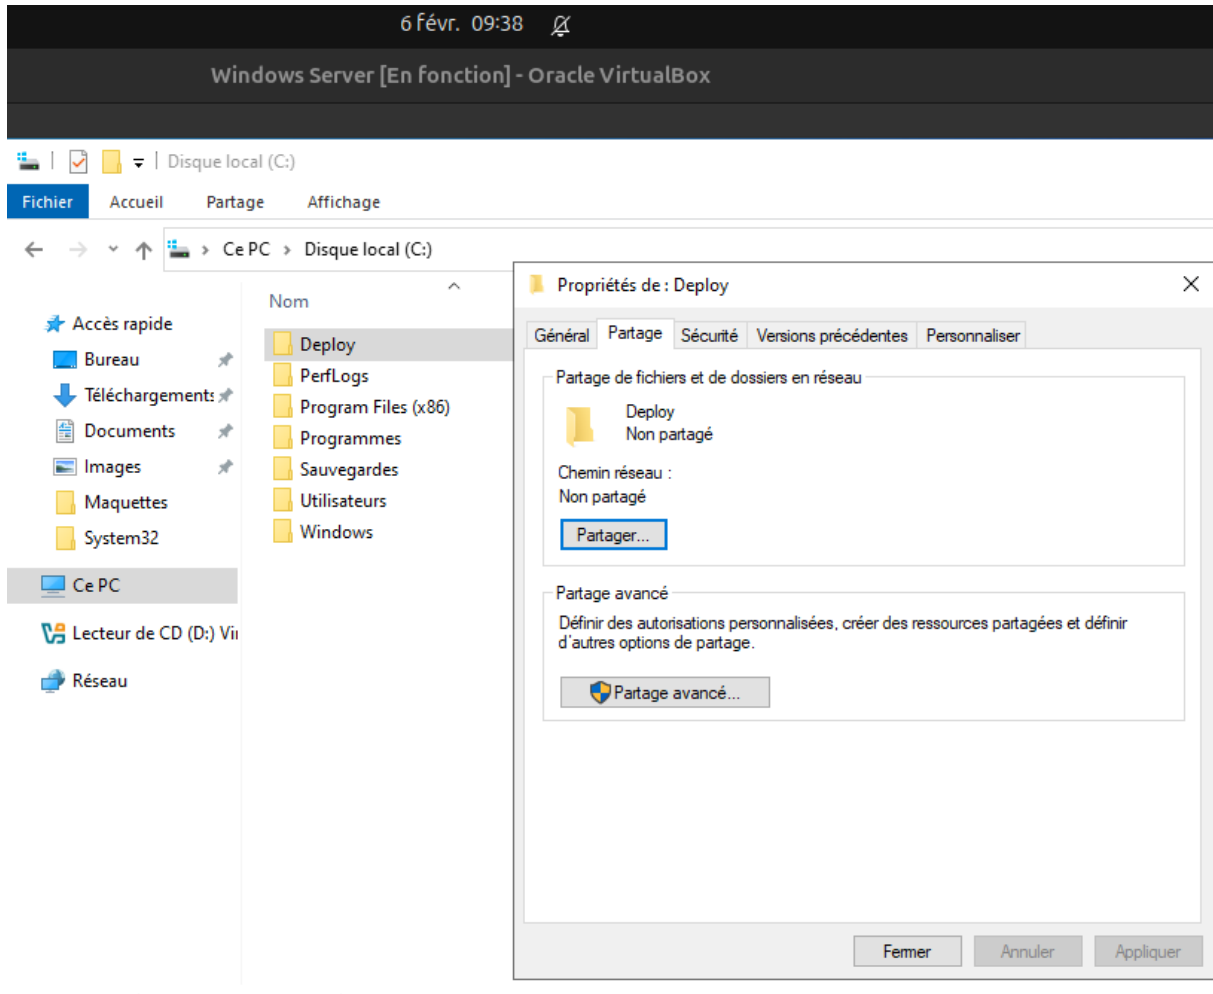 6 févr. 09:38
Windows Server [En fonction] - Oracle VirtualBox
Disque local (C:)
Fichier Accueil Partage Affichage
Ce PC Disque local (C:)
Nom
Accès rapide
Bureau
Téléchargements
Documents
Images
Maquettes
System32
Ce PC
Lecteur de CD (D:)
Réseau
Deploy
PerfLogs
Program Files (x86)
Programmes
Sauvegardes
Utilisateurs
Windows
Propriétés de : Deploy
Général Partage Sécurité Versions précédentes Personnaliser
Partage de fichiers et de dossiers en réseau
Deploy
Non partagé
Chemin réseau :
Non partagé
Partager...
Partage avancé
Définir des autorisations personnalisées, créer des ressources partagées et définir
d'autres options de partage.
Partage avancé...
Fermer Annuler Appliquer